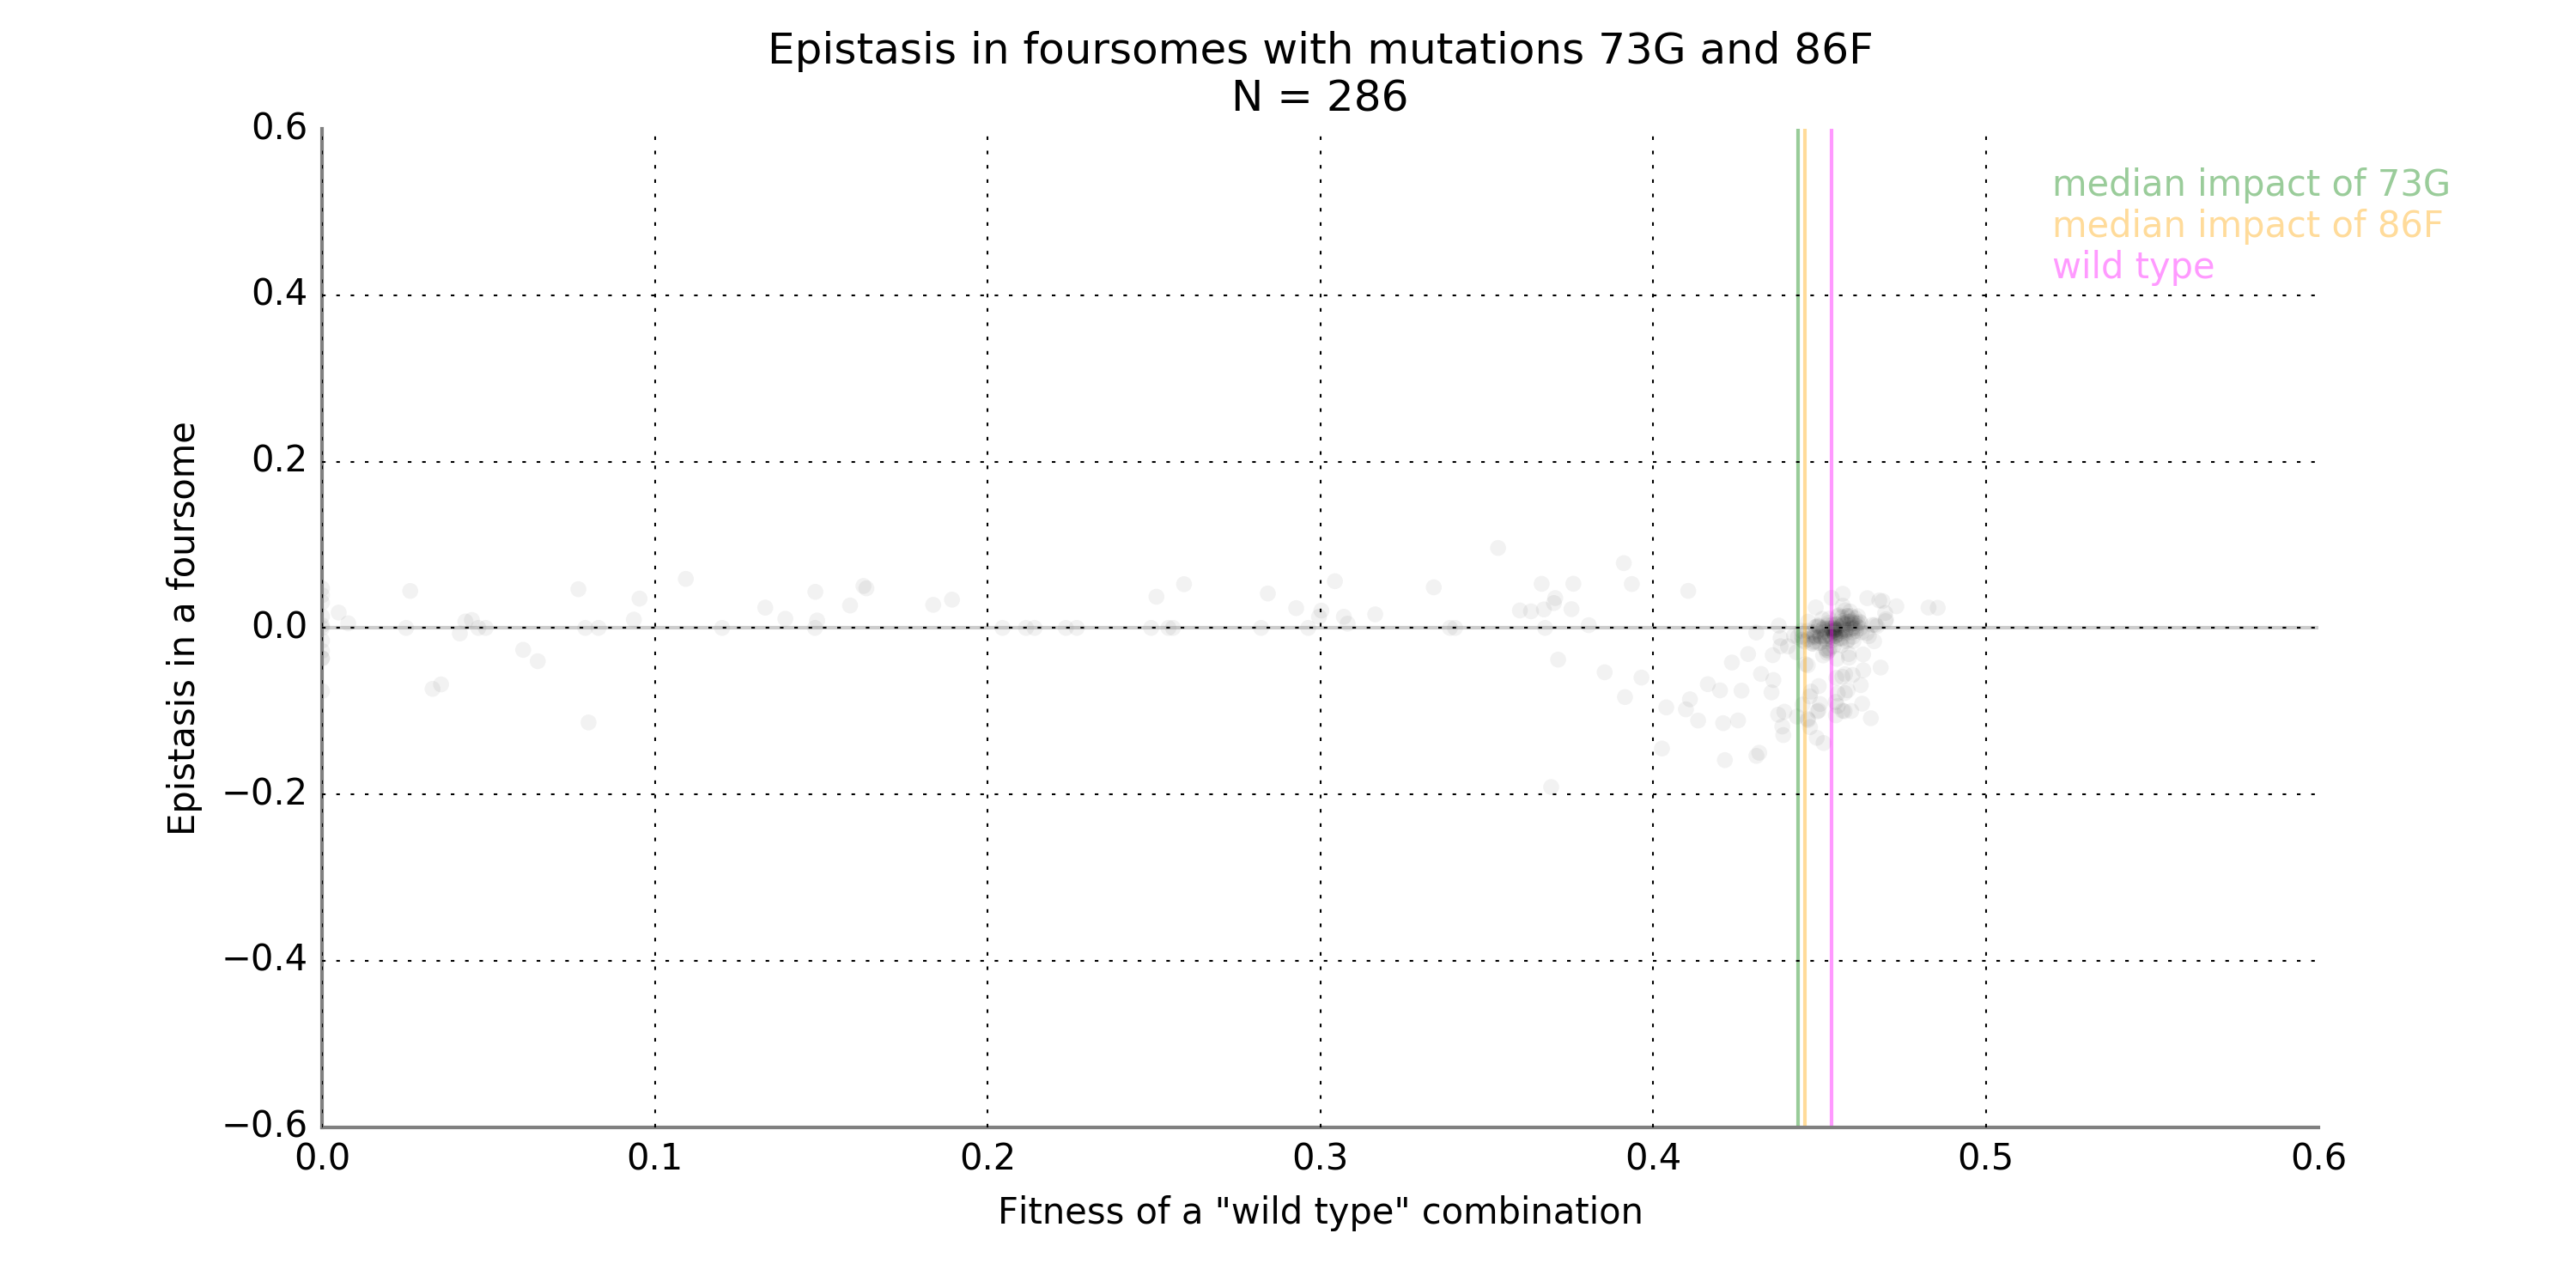 Epistasis in foursomes with mutations 73G and 86F
N = 286
0.6
0.4
0.2
0.0
−0.2
−0.4
−0.6
Epistasis in a foursome
median impact of 73G
median impact of 86F
wild type
0.0 0.1 0.2 0.3 0.4 0.5 0.6
Fitness of a "wild type" combination